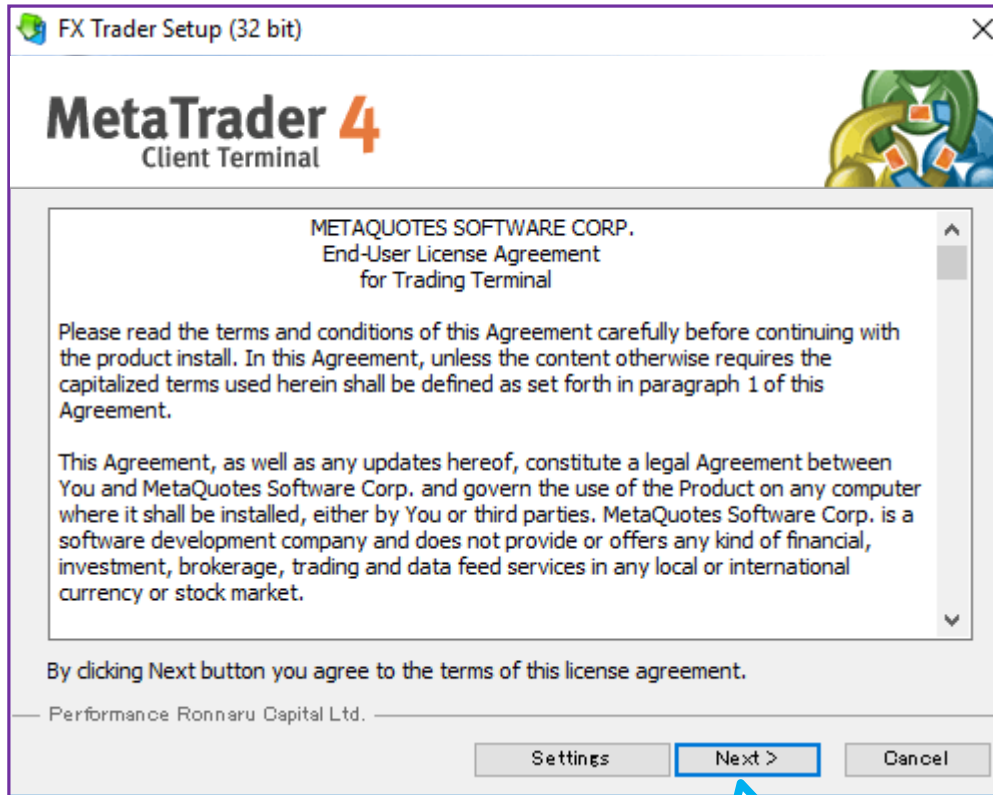 FX Trader Setup (32 bit)
MetaTrader 4
Client Terminal
METAQUOTES SOFTWARE CORP.
End-User License Agreement
for Trading Terminal
Please read the terms and conditions of this Agreement carefully before continuing with
the product install. In this Agreement, unless the content otherwise requires the
capitalized terms used herein shall be defined as set forth in paragraph 1 of this
Agreement.
This Agreement, as well as any updates hereof, constitute a legal Agreement between
You and MetaQuotes Software Corp. and govern the use of the Product on any computer
where it shall be installed, either by You or third parties. MetaQuotes Software Corp. is a
software development company and does not provide or offers any kind of financial,
investment, brokerage, trading and data feed services in any local or international
currency or stock market.
By clicking Next button you agree to the terms of this license agreement.
Performance Ronnaru Capital Ltd.
Settings Next > Cancel